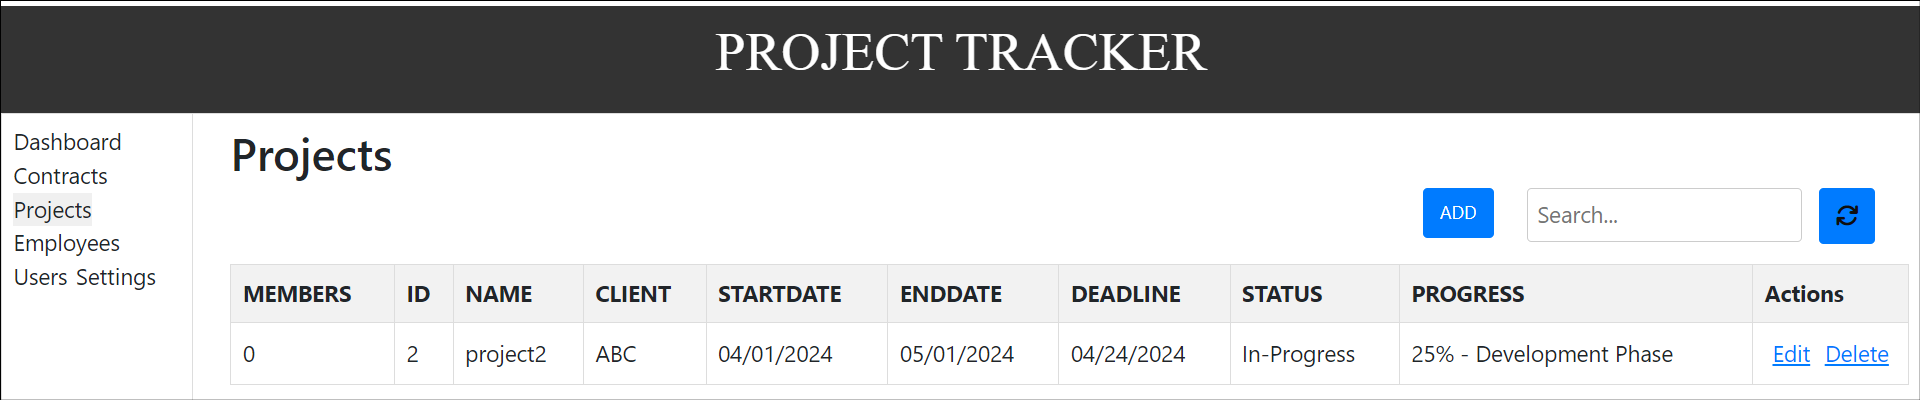 PROJECT TRACKER
Dashboard
Contracts
Projects
Employees
Users Settings
Projects
ADD Search...
MEMBERS ID NAME CLIENT STARTDATE ENDDATE DEADLINE STATUS PROGRESS Actions
0 2 project2 ABC 04/01/2024 05/01/2024 04/24/2024 In-Progress 25% - Development Phase Edit Delete